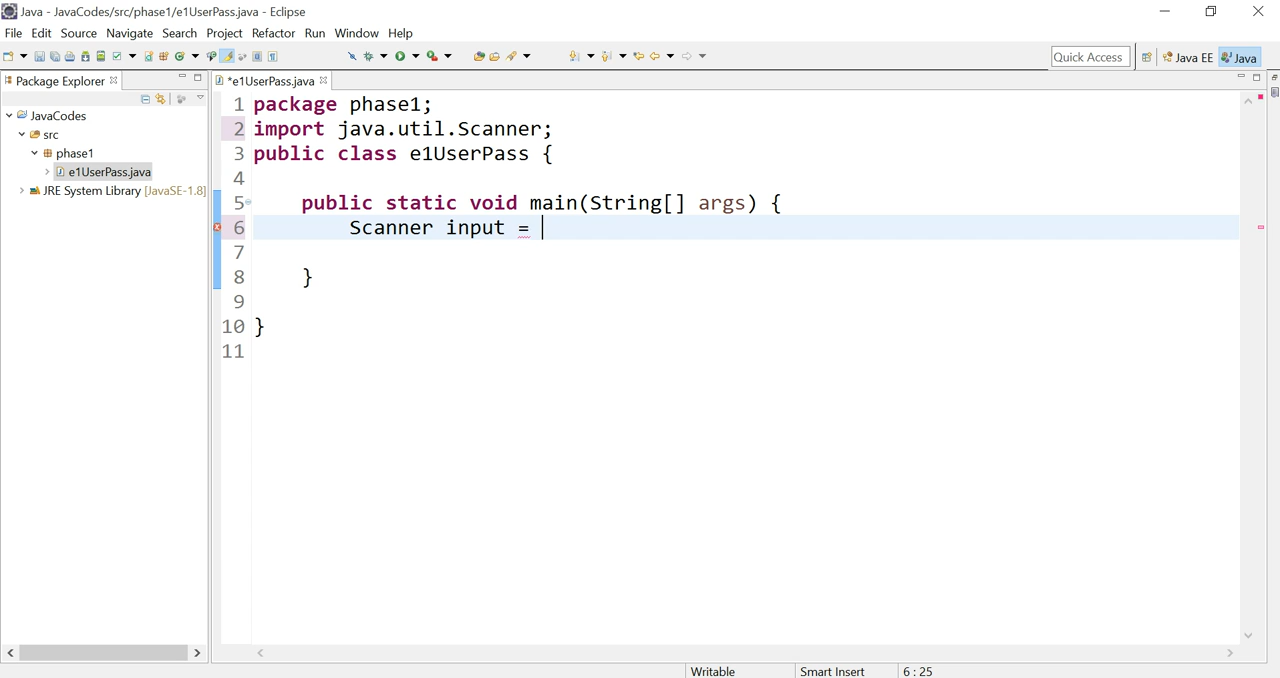 Java - JavaCodes/src/phase1/e1UserPass.java - Eclipse
File Edit Source Navigate Search Project Refactor Run Window Help
Quick Access Java EE Java
Package Explorer
*e1UserPass.java
JavaCodes
src
phase1
e1UserPass.java
JRE System Library [JavaSE-1.8]
1 package phase1;
2 import java.util.Scanner;
3 public class e1UserPass {
4
5 public static void main(String[] args) {
6 Scanner input =
7
8 }
9
10 }
11
Writable Smart Insert 6 : 25